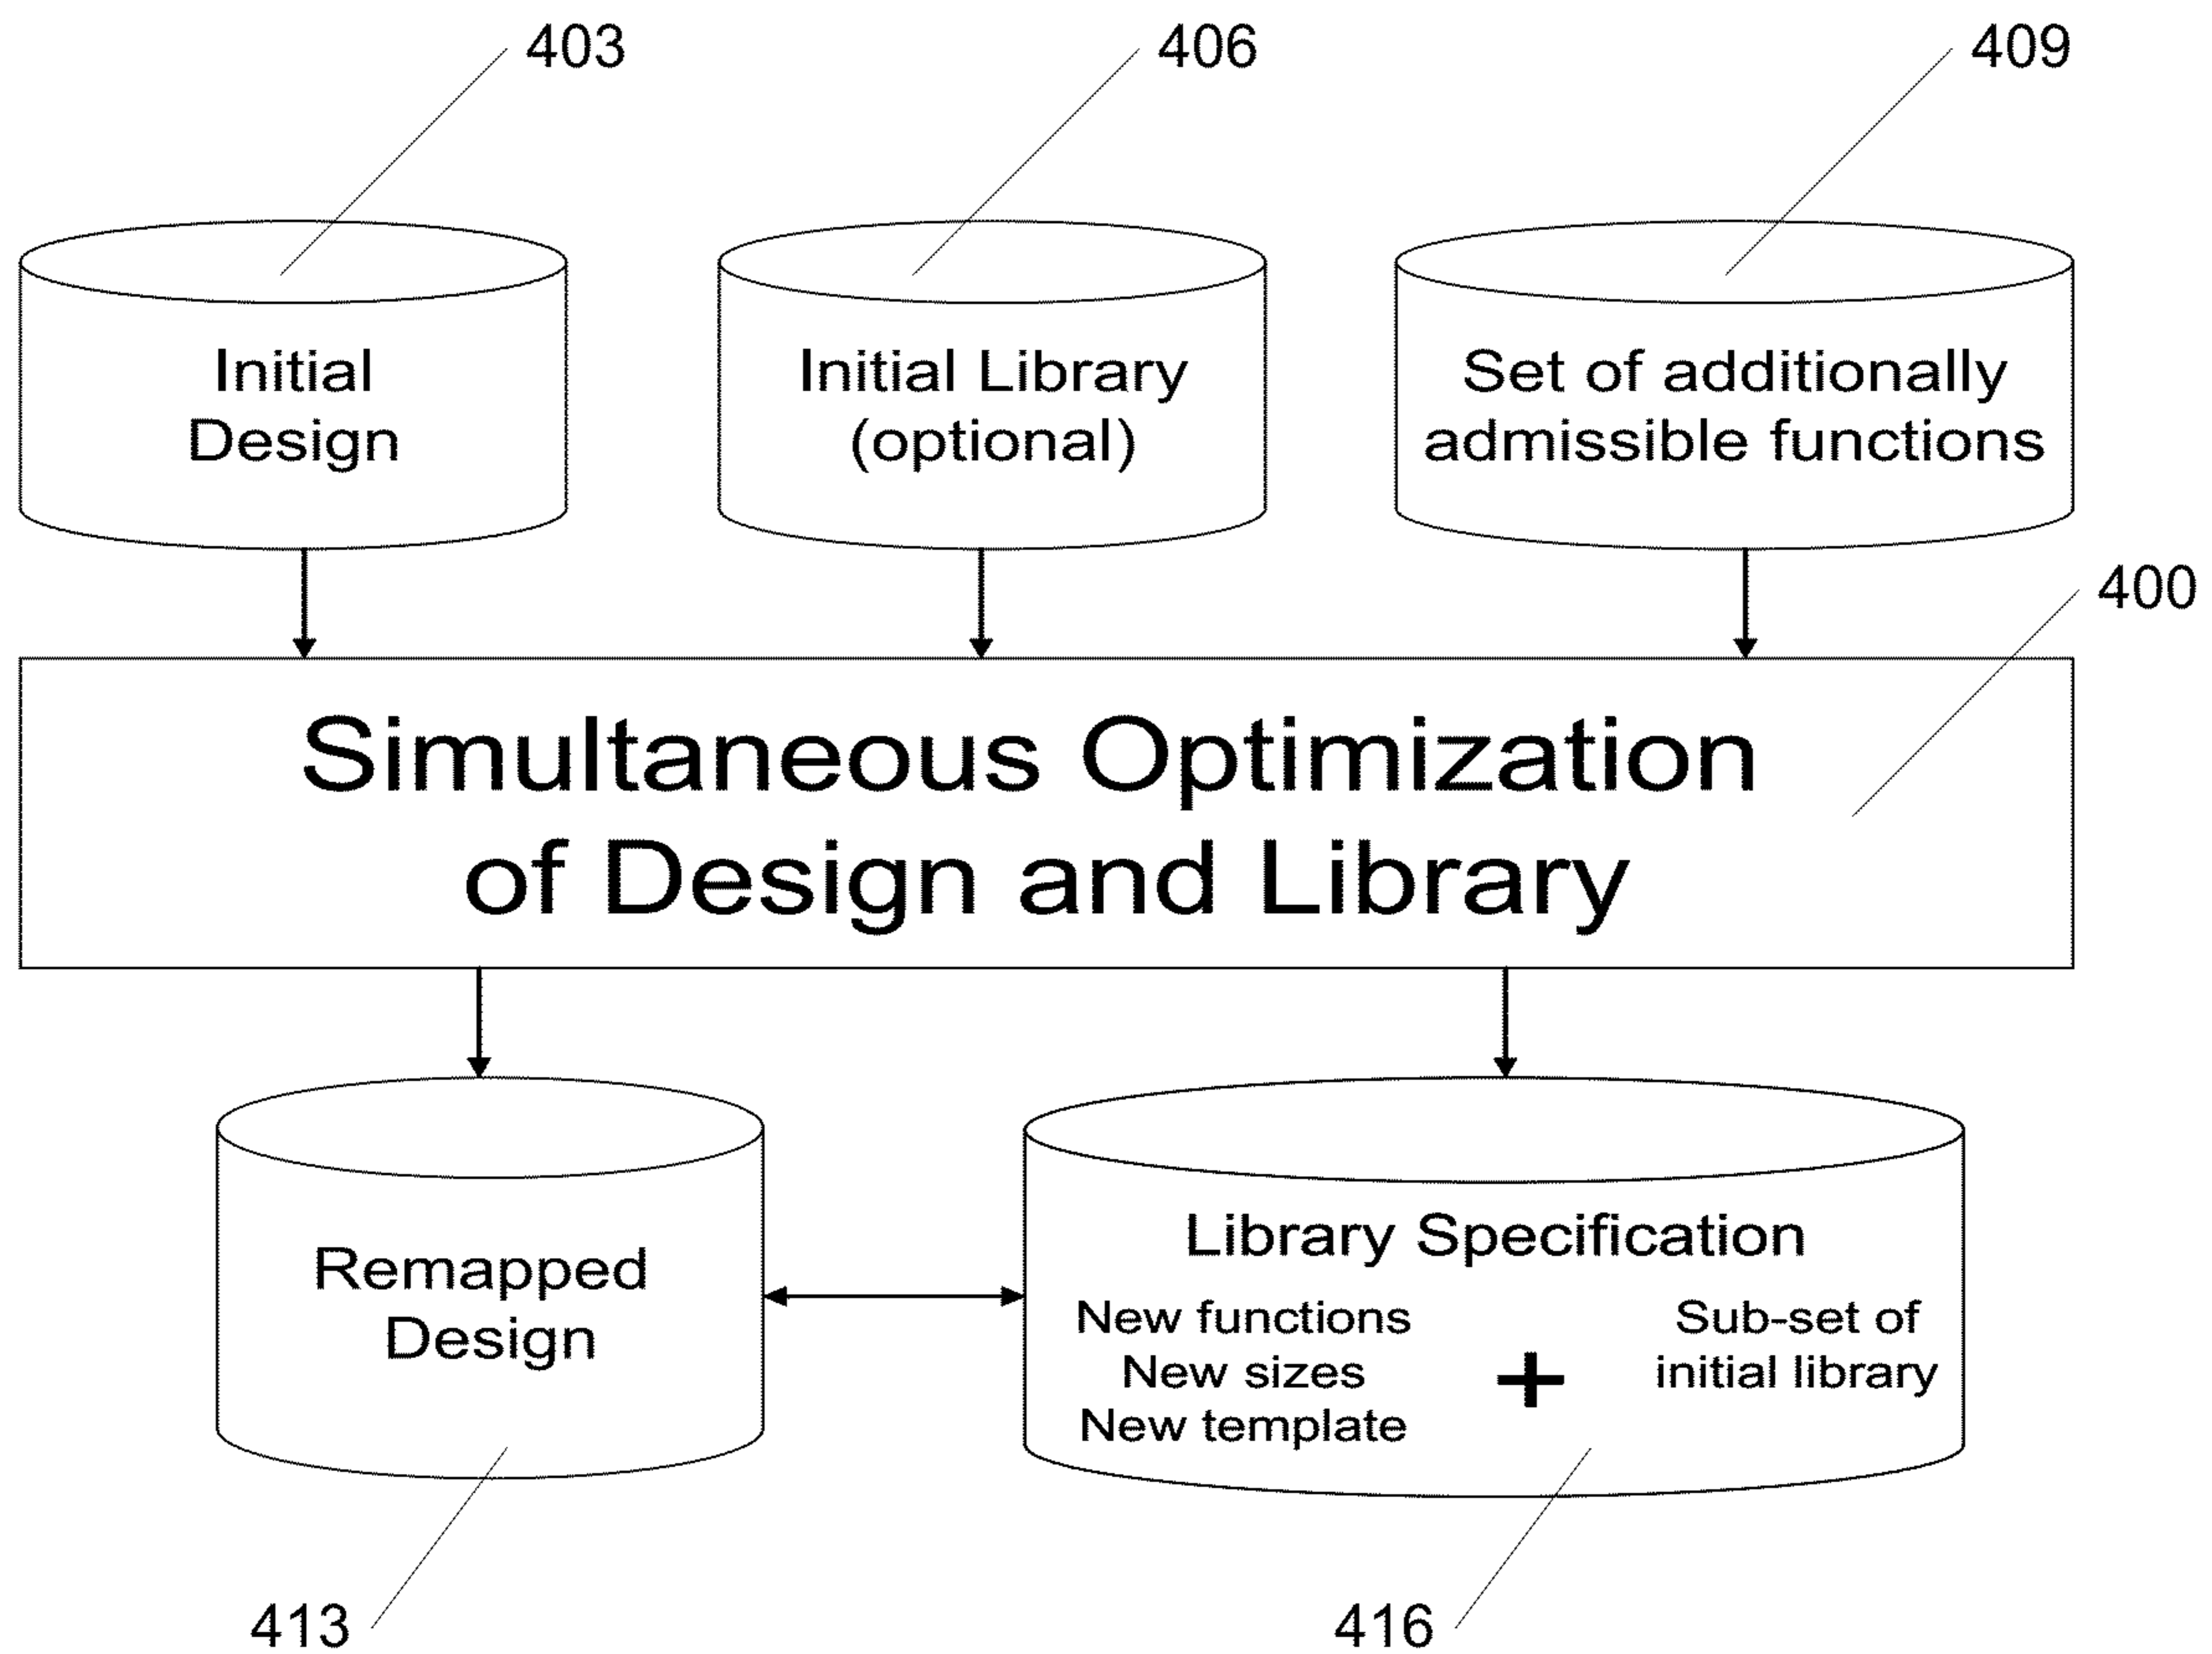 403
406
409
Initial
Design
Initial Library
(optional)
Set of additionally
admissible functions
400
Simultaneous Optimization
of Design and Library
Remapped
Design
Library Specification
New functions
New sizes
New template
+
Sub-set of
initial library
413
416